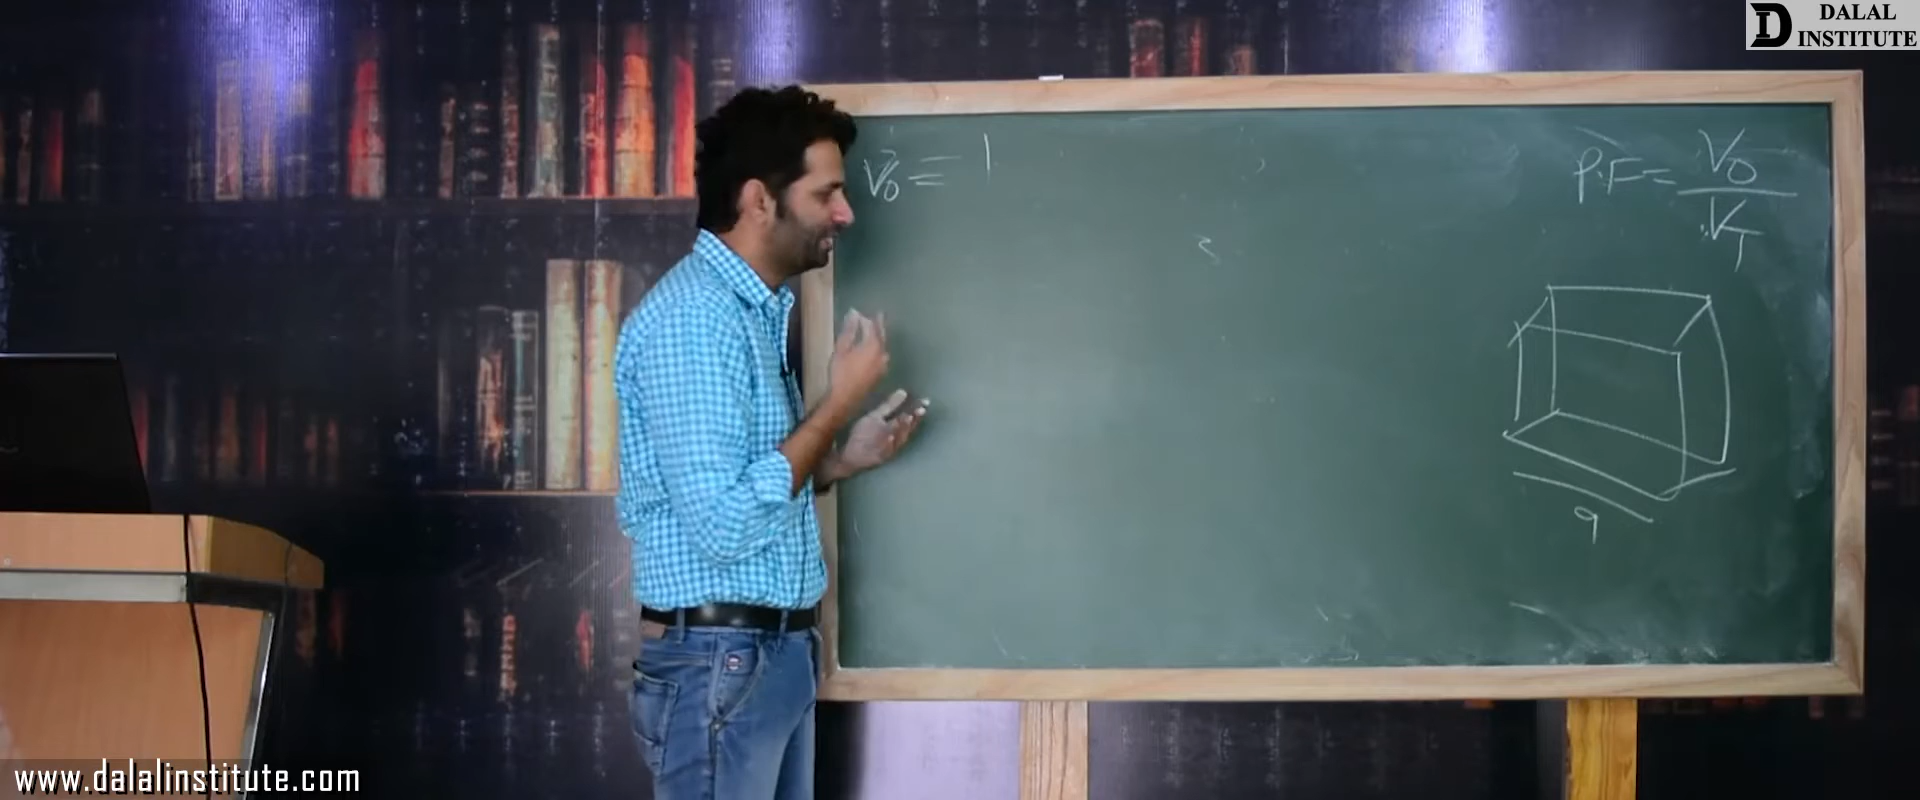 DALAL
INSTITUTE
V₀ = 1
P.F = V₀
V_T
a
www.dalalinstitute.com